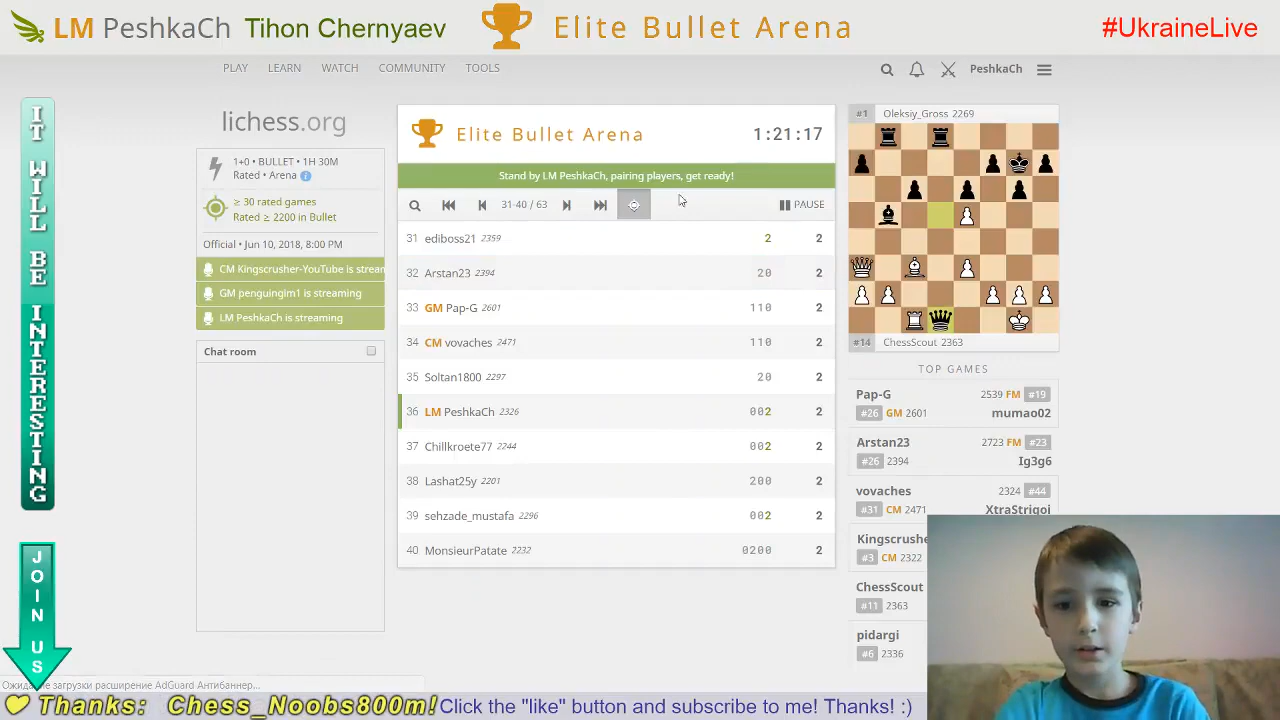 LM PeshkaCh Tihon Chernyaev
Elite Bullet Arena
#UkraineLive
PLAY LEARN WATCH COMMUNITY TOOLS
PeshkaCh
IT WILL BE INTERESTING
JOIN US
lichess.org
1+0 • BULLET • 1H 30M
Rated • Arena
≥ 30 rated games
Rated ≥ 2200 in Bullet
Official • Jun 10, 2018, 8:00 PM
CM Kingscrusher-YouTube is strean
GM penguingim1 is streaming
LM PeshkaCh is streaming
Chat room
Elite Bullet Arena 1:21:17
Stand by LM PeshkaCh, pairing players, get ready!
31-40 / 63 PAUSE
31 ediboss21 2359 2 2
32 Arstan23 2394 20 2
33 GM Pap-G 2601 110 2
34 CM vovaches 2471 110 2
35 Soltan1800 2297 20 2
36 LM PeshkaCh 2326 002 2
37 Chillkroete77 2244 002 2
38 Lashat25y 2201 200 2
39 sehzade_mustafa 2296 002 2
40 MonsieurPatate 2232 0200 2
#1 Oleksiy_Gross 2269
#14 ChessScout 2363
TOP GAMES
Pap-G 2539 FM #19
#26 GM 2601 mumao02
Arstan23 2723 FM #23
#26 2394 Ig3g6
vovaches 2324 #44
#31 CM 2471 XtraStrigoi
Kingscrushe
#3 CM 2322
ChessScout
#11 2363
pidargi
#6 2336
Ожидание загрузки расширение AdGuard Антибаннер...
Thanks: Chess_Noobs800m! Click the "like" button and subscribe to me! Thanks! :)